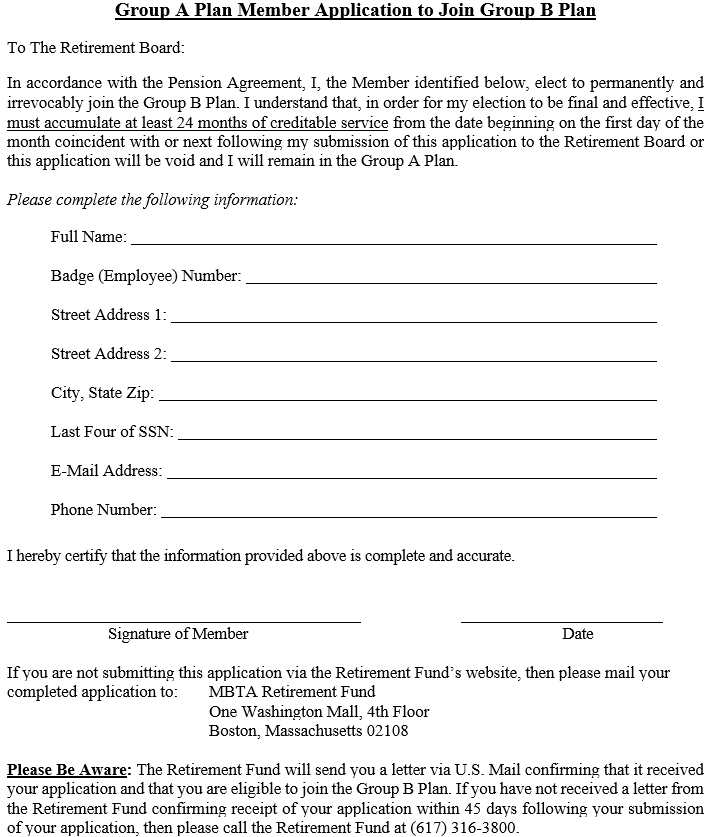 Group A Plan Member Application to Join Group B Plan
To The Retirement Board:
In accordance with the Pension Agreement, I, the Member identified below, elect to permanently and
irrevocably join the Group B Plan. I understand that, in order for my election to be final and effective, I
must accumulate at least 24 months of creditable service from the date beginning on the first day of the
month coincident with or next following my submission of this application to the Retirement Board or
this application will be void and I will remain in the Group A Plan.
Please complete the following information:
Full Name:
Badge (Employee) Number:
Street Address 1:
Street Address 2:
City, State Zip:
Last Four of SSN:
E-Mail Address:
Phone Number:
I hereby certify that the information provided above is complete and accurate.
Signature of Member Date
If you are not submitting this application via the Retirement Fund’s website, then please mail your
completed application to: MBTA Retirement Fund
One Washington Mall, 4th Floor
Boston, Massachusetts 02108
Please Be Aware: The Retirement Fund will send you a letter via U.S. Mail confirming that it received
your application and that you are eligible to join the Group B Plan. If you have not received a letter from
the Retirement Fund confirming receipt of your application within 45 days following your submission
of your application, then please call the Retirement Fund at (617) 316-3800.